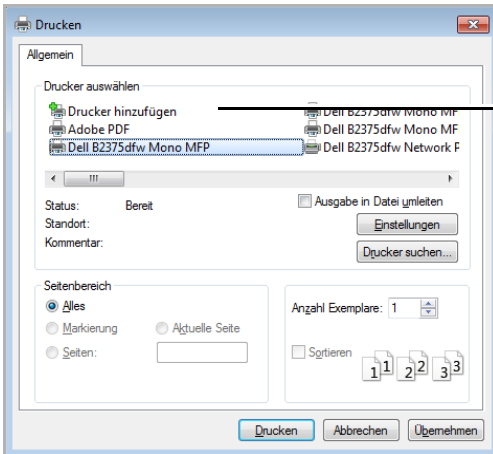 Drucken
Allgemein
Drucker auswählen
Drucker hinzufügen
Adobe PDF
Dell B2375dfw Mono MFP
Dell B2375dfw Mono MF
Dell B2375dfw Mono MF
Dell B2375dfw Network F
Status: Bereit
Standort:
Kommentar:
Ausgabe in Datei umleiten
Einstellungen
Drucker suchen...
Seitenbereich
Alles
Markierung Aktuelle Seite
Seiten:
Anzahl Exemplare: 1
Sortieren
1 1 2 2 3 3
Drucken Abbrechen Übernehmen